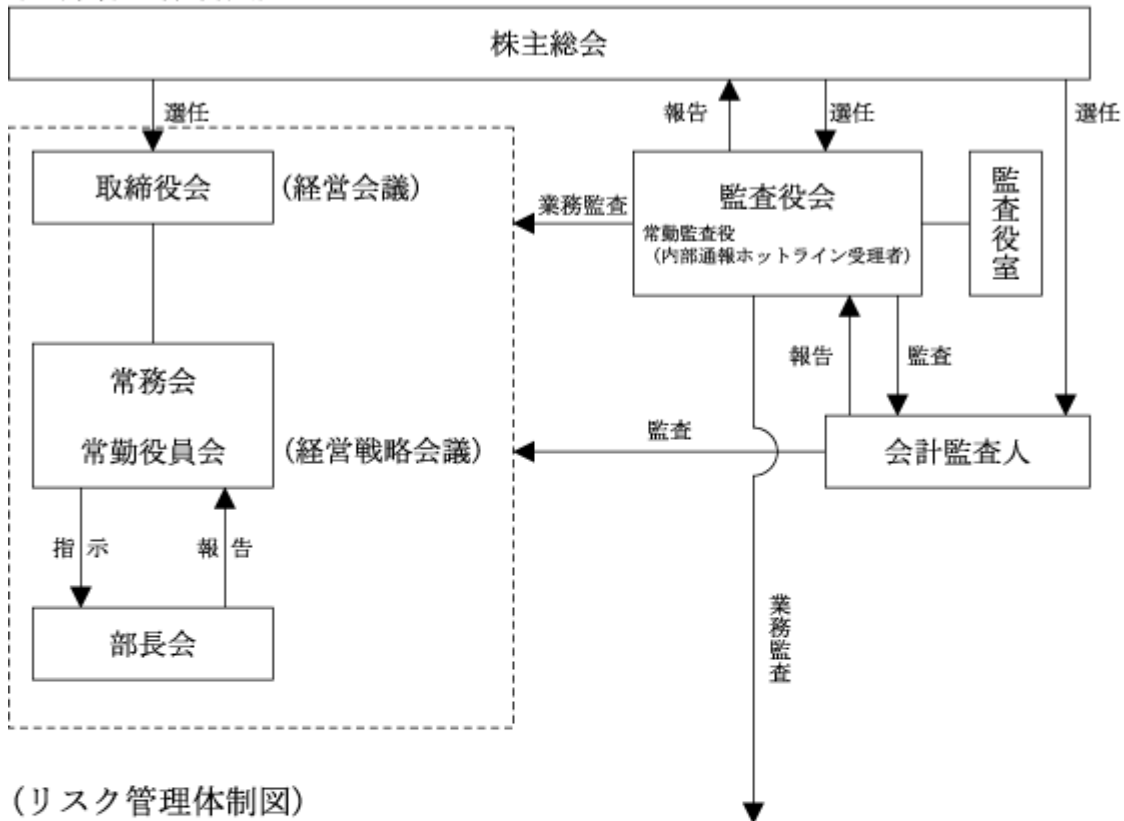 株主総会
選任
報告
選任
選任
取締役会
(経営会議)
業務監査
監査役会
常勤監査役
(内部通報ホットライン受理者)
監査役室
報告
監査
常務会
常勤役員会
(経営戦略会議)
監査
会計監査人
指示
報告
部長会
業務監査
(リスク管理体制図)